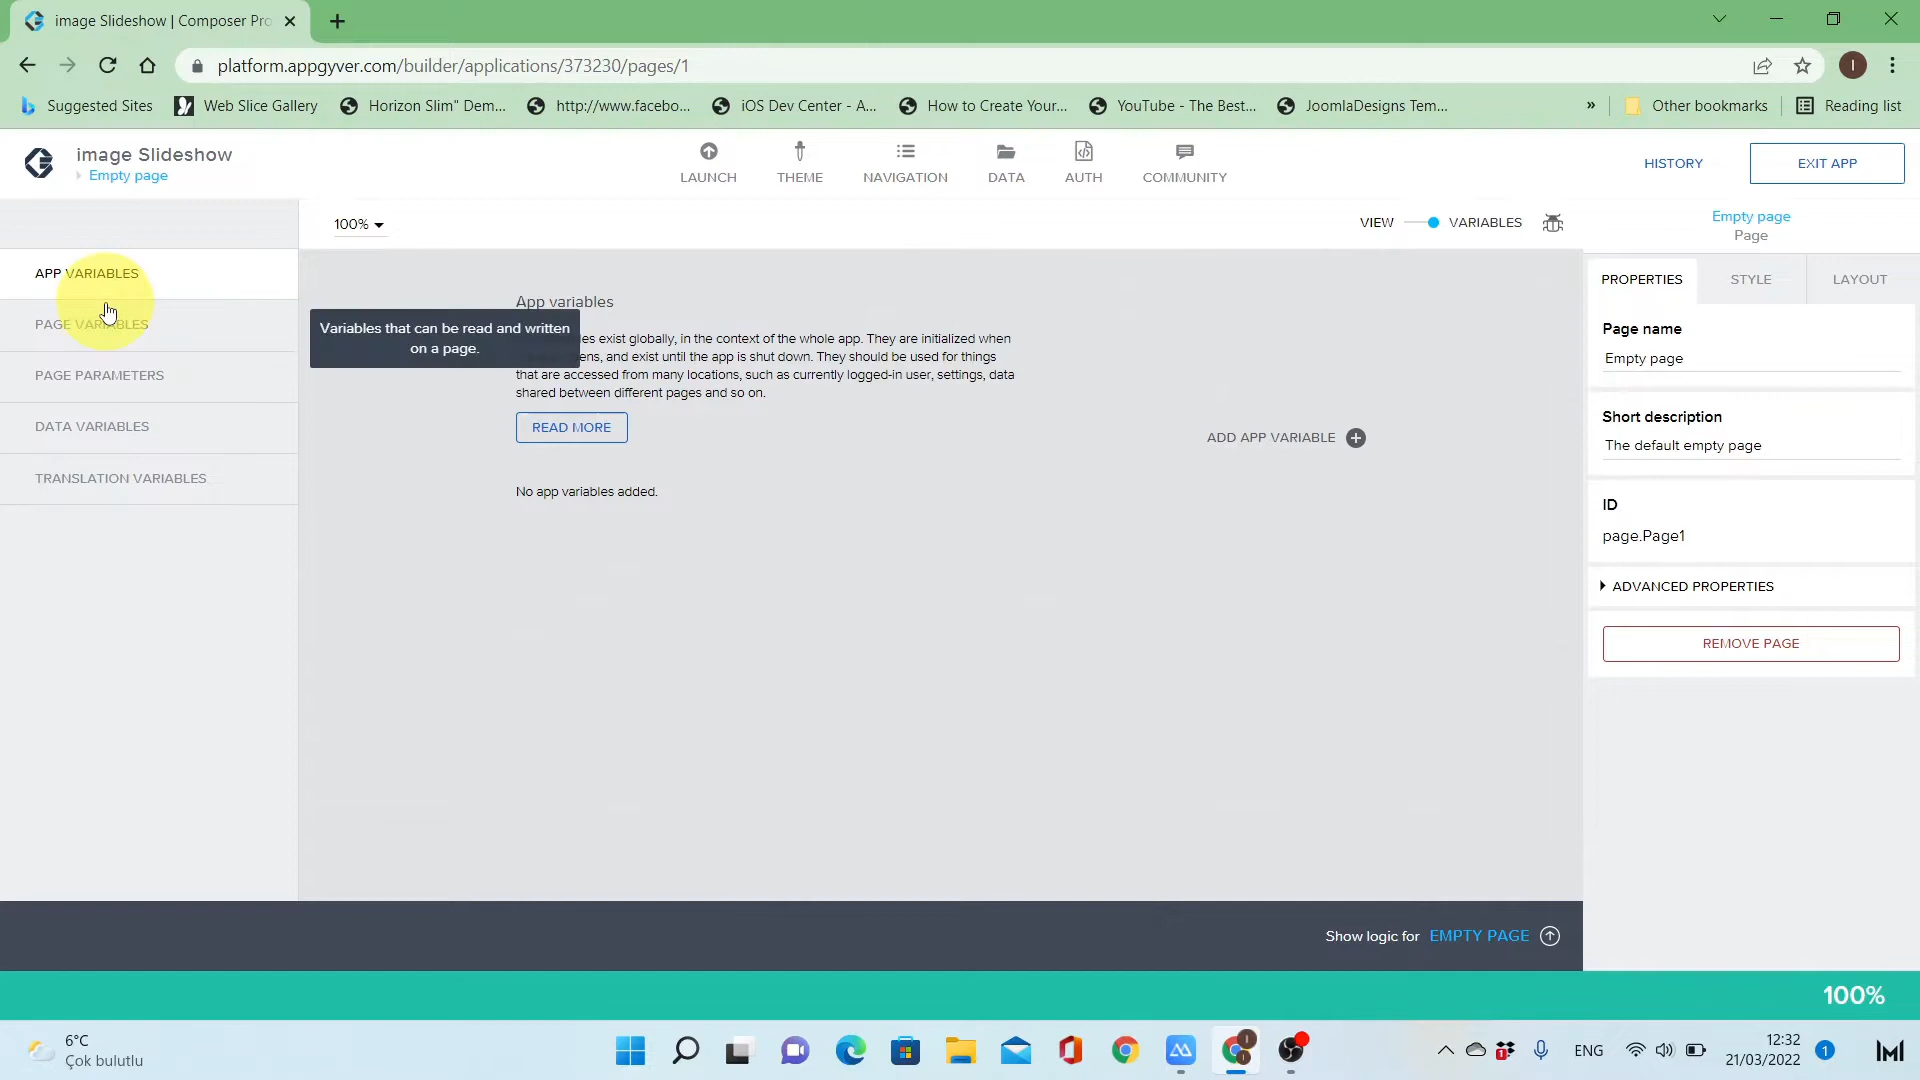 image Slideshow | Composer Pro
platform.appgyver.com/builder/applications/373230/pages/1
I
Suggested Sites
Web Slice Gallery
Horizon Slim" Dem...
http://www.facebo...
iOS Dev Center - A...
How to Create Your...
YouTube - The Best...
JoomlaDesigns Tem...
»
Other bookmarks
Reading list
image Slideshow
Empty page
LAUNCH
THEME
NAVIGATION
DATA
AUTH
COMMUNITY
HISTORY
EXIT APP
100%
VIEW
VARIABLES
Empty page
Page
APP VARIABLES
PAGE VARIABLES
PAGE PARAMETERS
DATA VARIABLES
TRANSLATION VARIABLES
Variables that can be read and written
on a page.
App variables
es exist globally, in the context of the whole app. They are initialized when
ens, and exist until the app is shut down. They should be used for things
that are accessed from many locations, such as currently logged-in user, settings, data
shared between different pages and so on.
READ MORE
ADD APP VARIABLE
No app variables added.
PROPERTIES
STYLE
LAYOUT
Page name
Empty page
Short description
The default empty page
ID
page.Page1
ADVANCED PROPERTIES
REMOVE PAGE
Show logic for EMPTY PAGE
100%
6°C
Çok bulutlu
1
ENG
12:32
21/03/2022
1